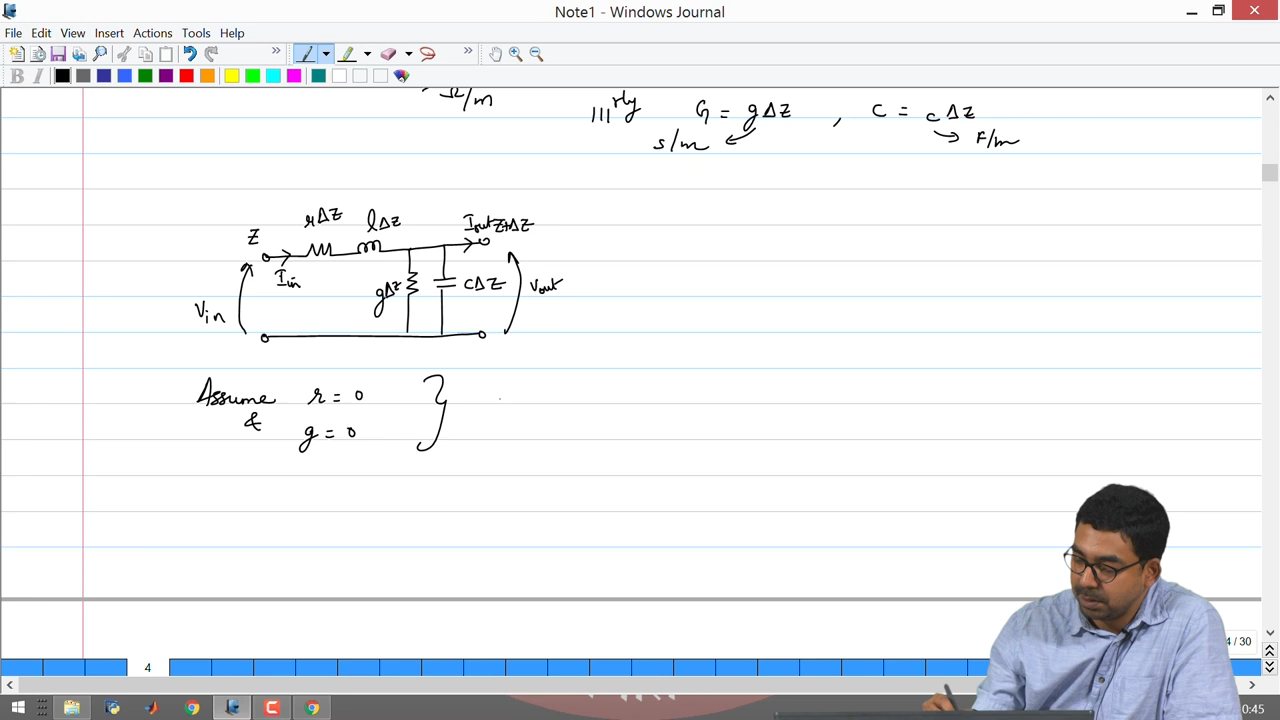 Note1 - Windows Journal
File Edit View Insert Actions Tools Help
B I
Ω/m
|||rly G = gΔz , C = cΔz
S/m F/m
rΔz lΔz
Z Iout Z+ΔZ
Iin gΔz cΔz Vout
Vin
Assume r = 0
&
g = 0
4 / 30
4
0:45